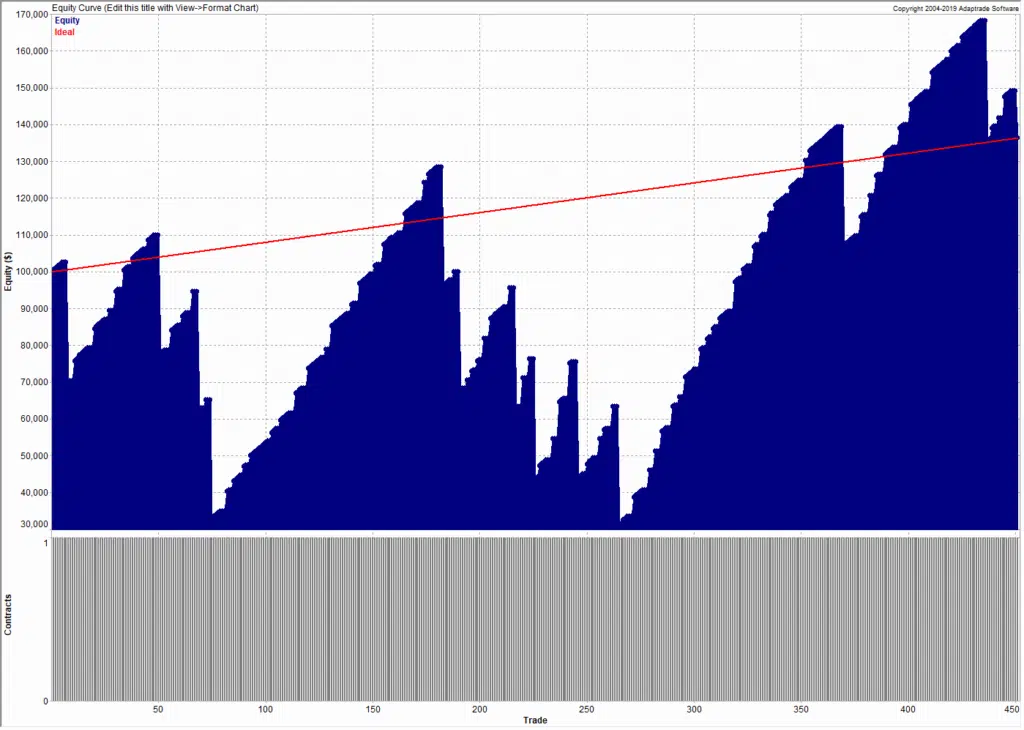 Equity Curve (Edit this title with View->Format Chart)
Copyright 2004-2019 Adaptrade Software
Equity
Ideal
170,000
160,000
150,000
140,000
130,000
120,000
110,000
100,000
90,000
80,000
70,000
60,000
50,000
40,000
30,000
Equity ($)
1
0
Contracts
50 100 150 200 250 300 350 400 450
Trade